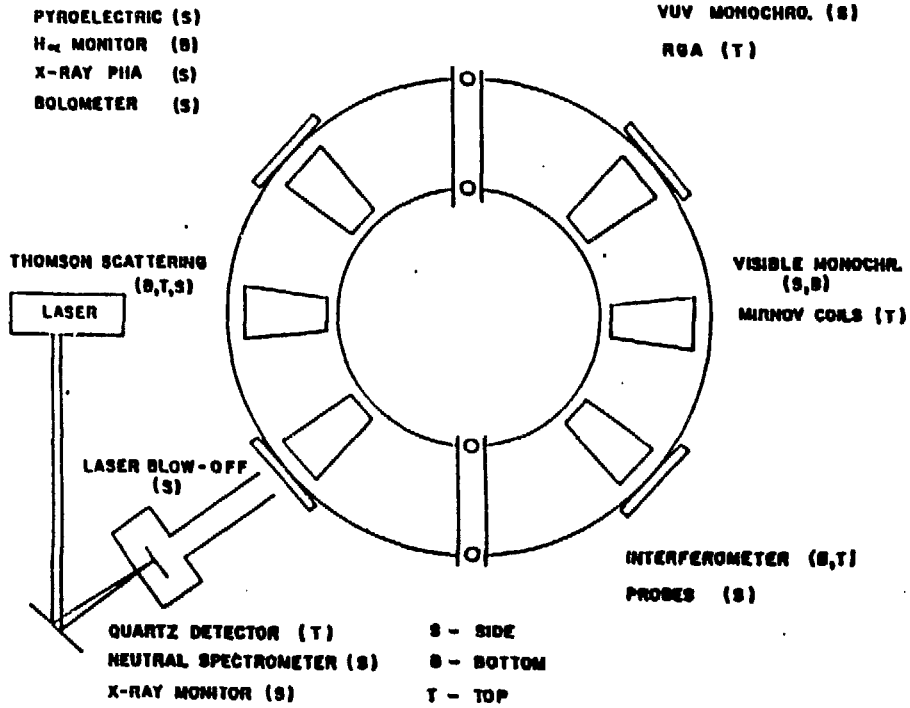 PYROELECTRIC (S)
Hα MONITOR (B)
X-RAY PHA (S)
BOLOMETER (S)
VUV MONOCHRO. (S)
RGA (T)
THOMSON SCATTERING
(B,T,S)
LASER
VISIBLE MONOCHR.
(S,B)
MIRNOV COILS (T)
LASER BLOW-OFF
(S)
INTERFEROMETER (B,T)
PROBES (S)
QUARTZ DETECTOR (T)
NEUTRAL SPECTROMETER (S)
X-RAY MONITOR (S)
S - SIDE
B - BOTTOM
T - TOP